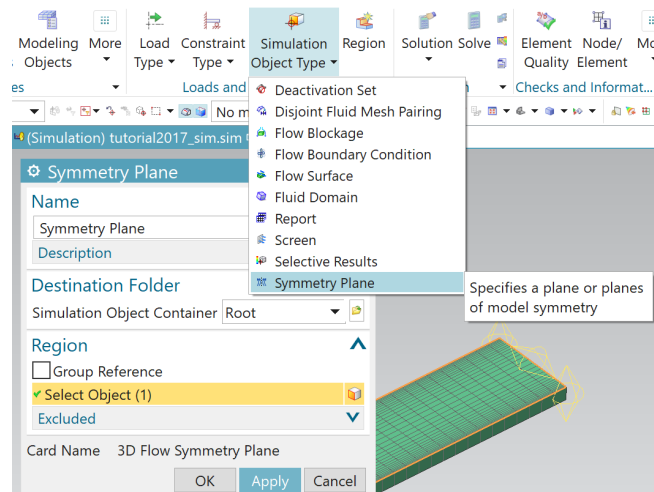 Modeling More Load Constraint Simulation Region Solution Solve Element Node/
Objects Type Type Object Type Quality Element
Loads and Checks and Informat...
(Simulation) tutorial2017_sim.sim
Deactivation Set
Disjoint Fluid Mesh Pairing
Flow Blockage
Flow Boundary Condition
Flow Surface
Fluid Domain
Report
Screen
Selective Results
Symmetry Plane
Specifies a plane or planes
of model symmetry
Symmetry Plane
Name
Symmetry Plane
Description
Destination Folder
Simulation Object Container Root
Region
Group Reference
Select Object (1)
Excluded
Card Name 3D Flow Symmetry Plane
OK Apply Cancel